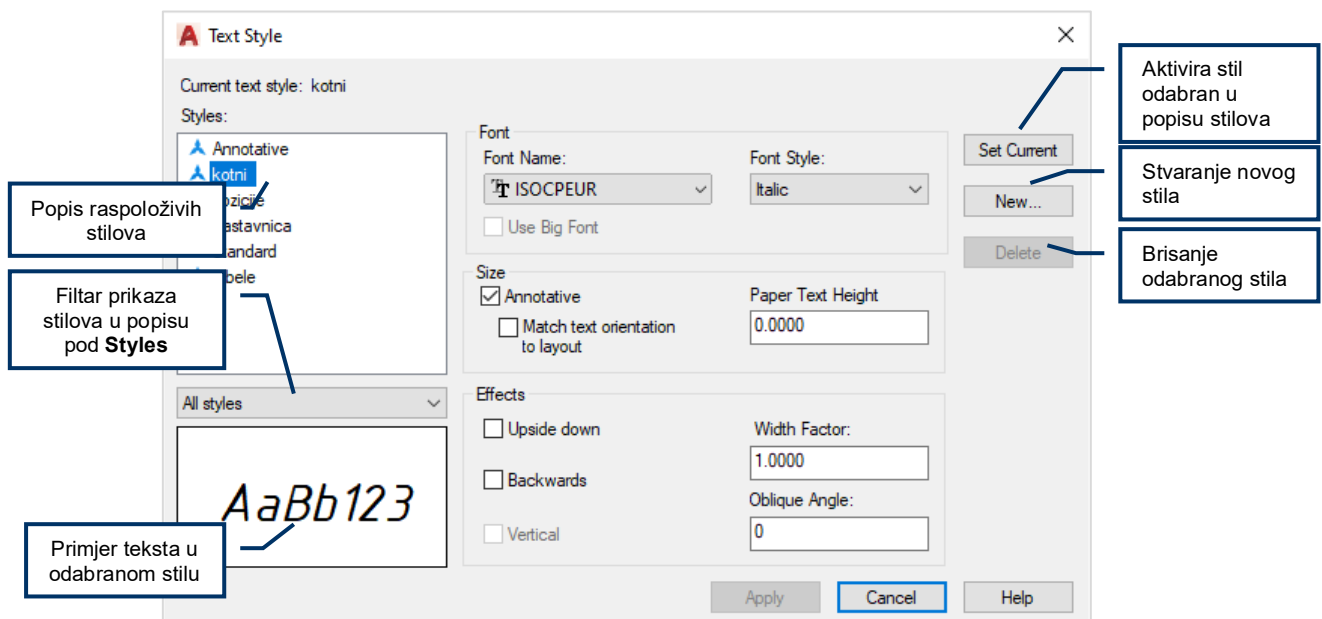 Text Style
Current text style: kotni
Styles:
Annotative
kotni
ozicije
astavnica
andard
bele
All styles
AaBb123
Font
Font Name:
ISOCPEUR
Use Big Font
Font Style:
Italic
Size
Annotative
Match text orientation
to layout
Paper Text Height
0.0000
Effects
Upside down
Backwards
Vertical
Width Factor:
1.0000
Oblique Angle:
0
Set Current
New...
Delete
Apply
Cancel
Help
Popis raspoloživih
stilova
Filtar prikaza
stilova u popisu
pod Styles
Primjer teksta u
odabranom stilu
Aktivira stil
odabran u
popisu stilova
Stvaranje novog
stila
Brisanje
odabranog stila